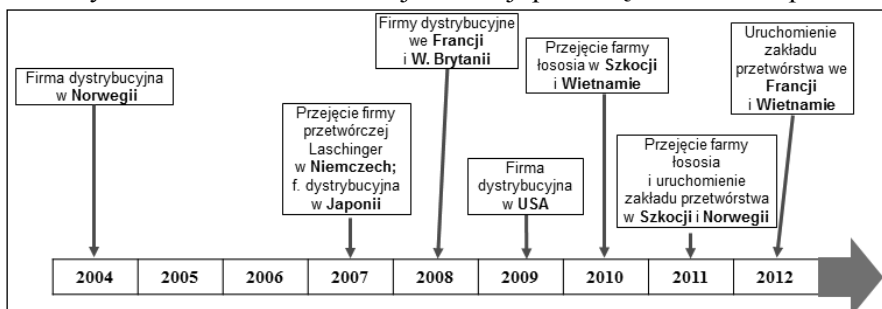 Firma dystrybucyjna
w Norwegii
Przejęcie firmy
przetwórczej
Laschinger
w Niemczech;
f. dystrybucyjna
w Japonii
Firmy dystrybucyjne
we Francji
i W. Brytanii
Firma
dystrybucyjna
w USA
Przejęcie farmy
łososia w Szkocji
i Wietnamie
Przejęcie farmy
łososia
i uruchomienie
zakładu przetwórstwa
w Szkocji i Norwegii
Uruchomienie
zakładu
przetwórstwa we
Francji
i Wietnamie
2004 2005 2006 2007 2008 2009 2010 2011 2012